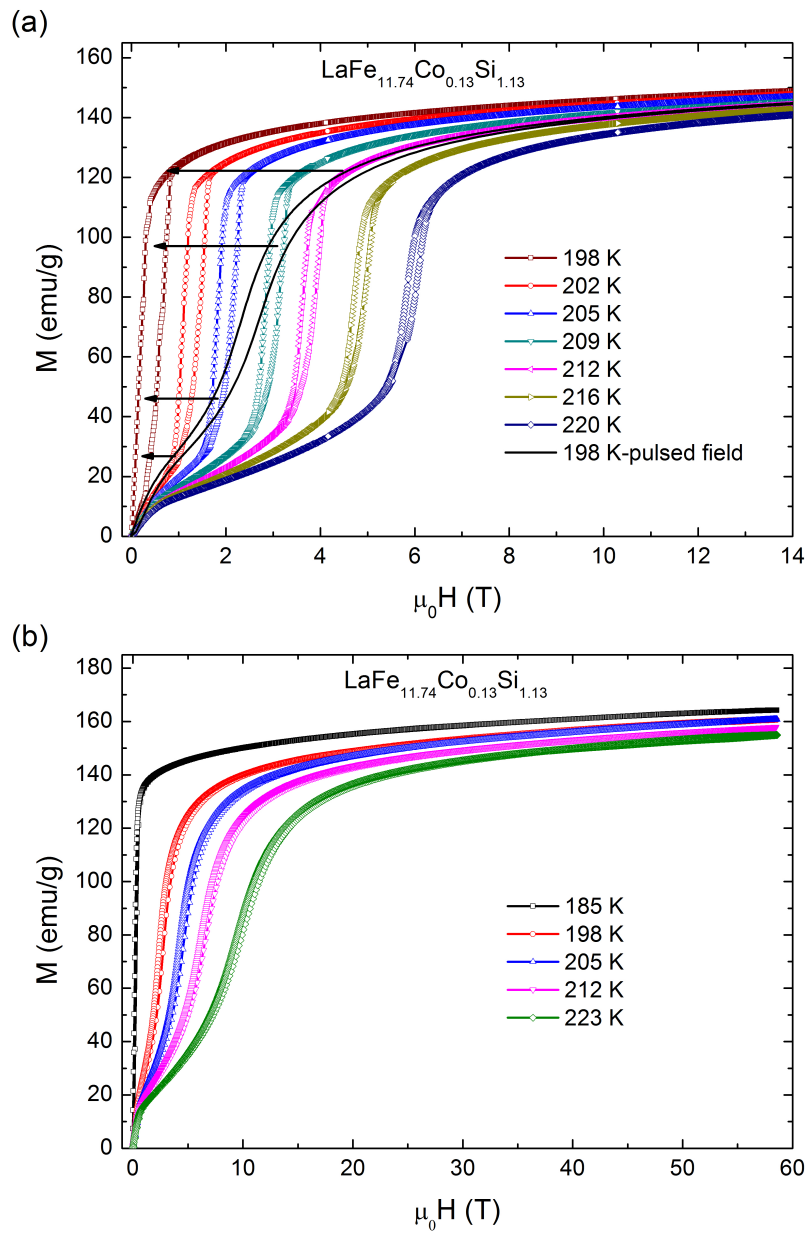 (a)
160
140
120
100
80
60
40
20
0
M (emu/g)
LaFe11.74Co0.13Si1.13
198 K
202 K
205 K
209 K
212 K
216 K
220 K
198 K-pulsed field
0 2 4 6 8 10 12 14
μ0H (T)
(b)
180
160
140
120
100
80
60
40
20
0
M (emu/g)
LaFe11.74Co0.13Si1.13
185 K
198 K
205 K
212 K
223 K
0 10 20 30 40 50 60
μ0H (T)